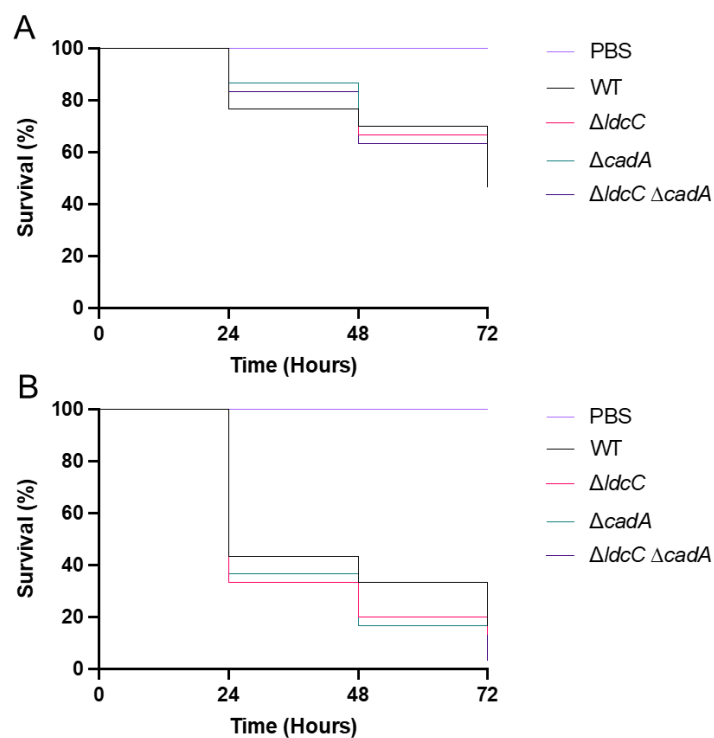 A
Survival (%)
100
80
60
40
20
0
0 24 48 72
Time (Hours)
PBS
WT
ΔldcC
ΔcadA
ΔldcC ΔcadA
B
Survival (%)
100
80
60
40
20
0
0 24 48 72
Time (Hours)
PBS
WT
ΔldcC
ΔcadA
ΔldcC ΔcadA